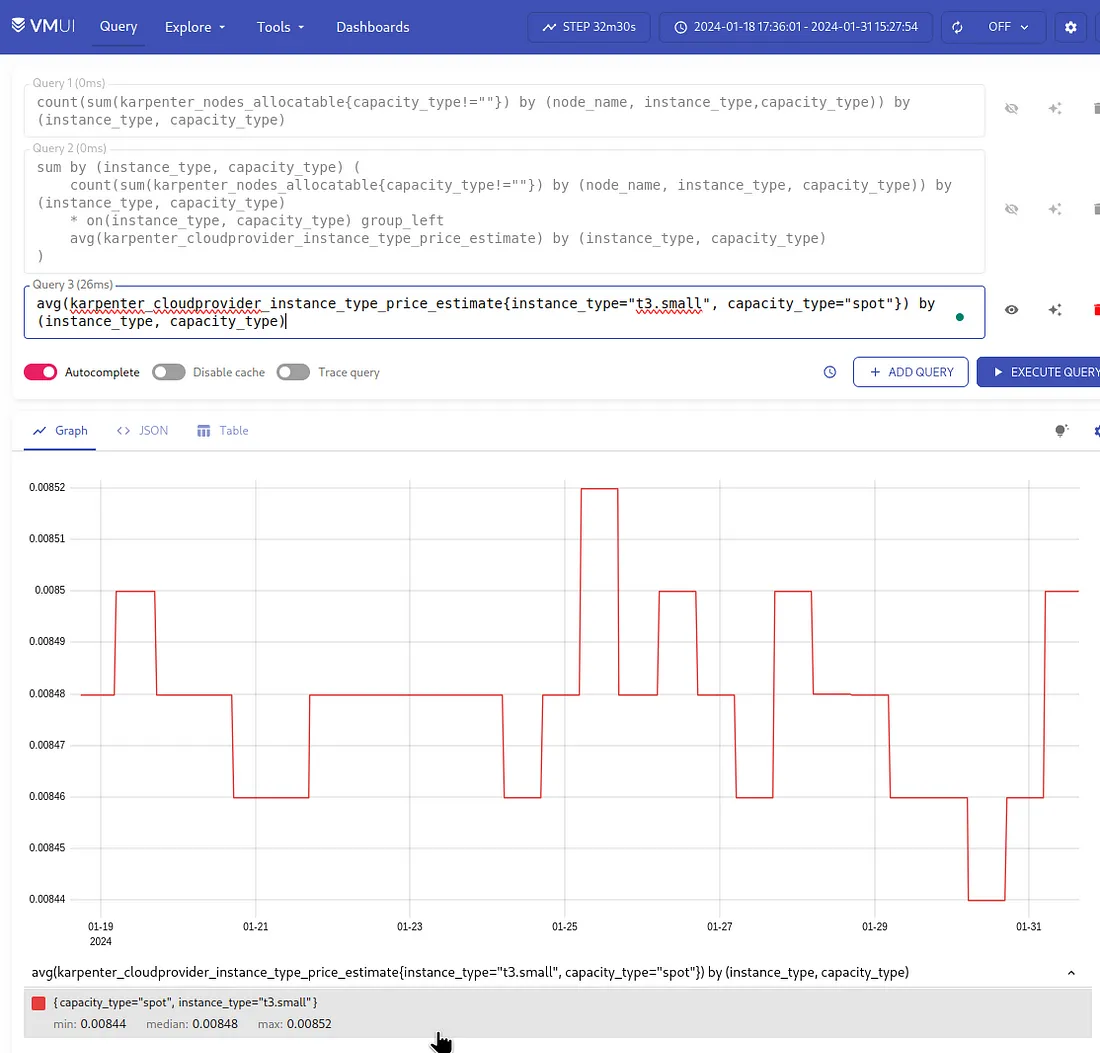 VMUI Query Explore Tools Dashboards STEP 32m30s 2024-01-18 17:36:01 - 2024-01-31 15:27:54 OFF
Query 1 (0ms)
count(sum(karpenter_nodes_allocatable{capacity_type!=""}) by (node_name, instance_type,capacity_type)) by
(instance_type, capacity_type)
Query 2 (0ms)
sum by (instance_type, capacity_type) (
count(sum(karpenter_nodes_allocatable{capacity_type!=""}) by (node_name, instance_type, capacity_type)) by
(instance_type, capacity_type)
* on(instance_type, capacity_type) group_left
avg(karpenter_cloudprovider_instance_type_price_estimate) by (instance_type, capacity_type)
)
Query 3 (26ms)
avg(karpenter_cloudprovider_instance_type_price_estimate{instance_type="t3.small", capacity_type="spot"}) by
(instance_type, capacity_type)
Autocomplete Disable cache Trace query ADD QUERY EXECUTE QUERY
Graph JSON Table
0.00852
0.00851
0.0085
0.00849
0.00848
0.00847
0.00846
0.00845
0.00844
01-19 01-21 01-23 01-25 01-27 01-29 01-31
2024
avg(karpenter_cloudprovider_instance_type_price_estimate{instance_type="t3.small", capacity_type="spot"}) by (instance_type, capacity_type)
{capacity_type="spot", instance_type="t3.small"}
min: 0.00844 median: 0.00848 max: 0.00852